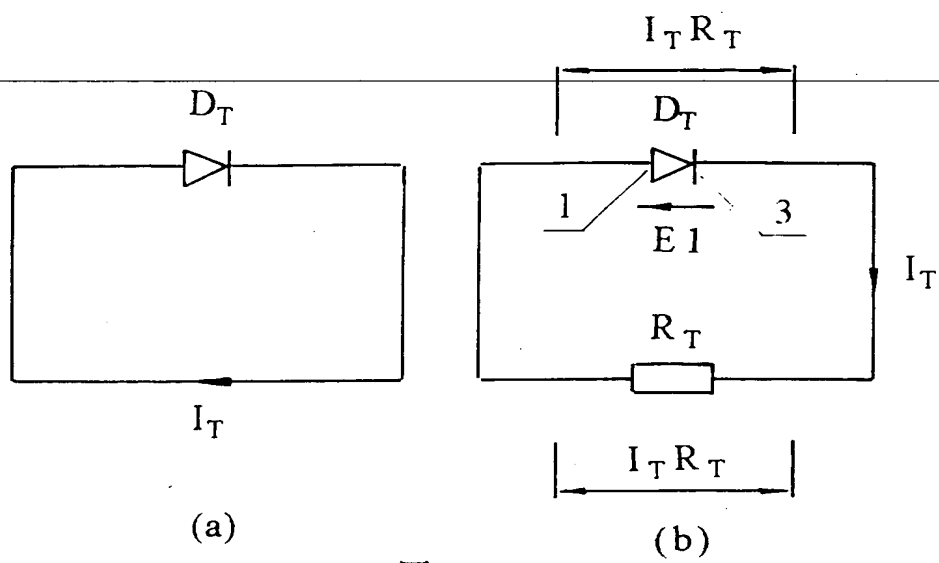 I_T R_T
D_T
D_T
1
3
E 1
I_T
R_T
I_T
I_T R_T
(a)
(b)